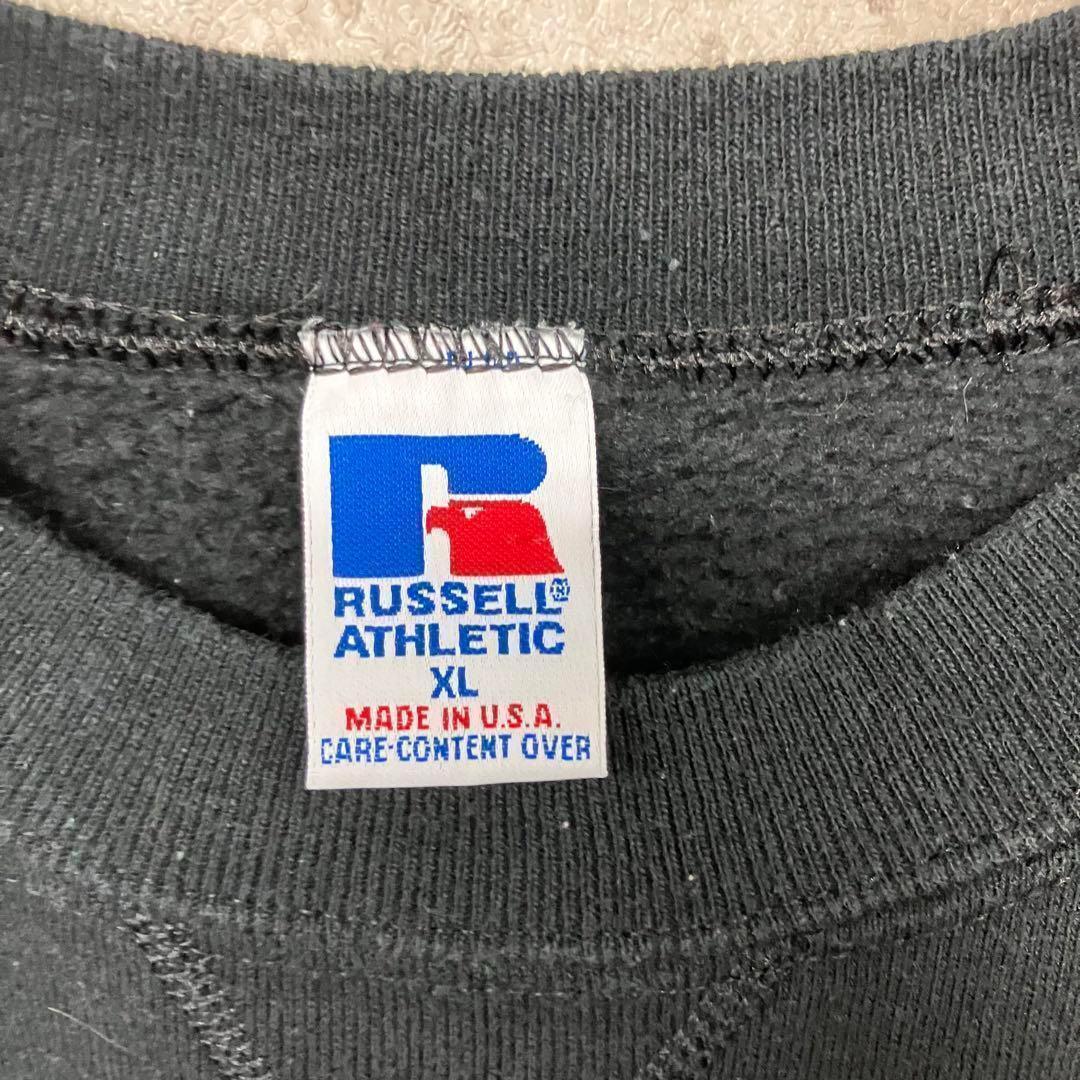 RUSSELL®
ATHLETIC
XL
MADE IN U.S.A.
CARE-CONTENT OVER